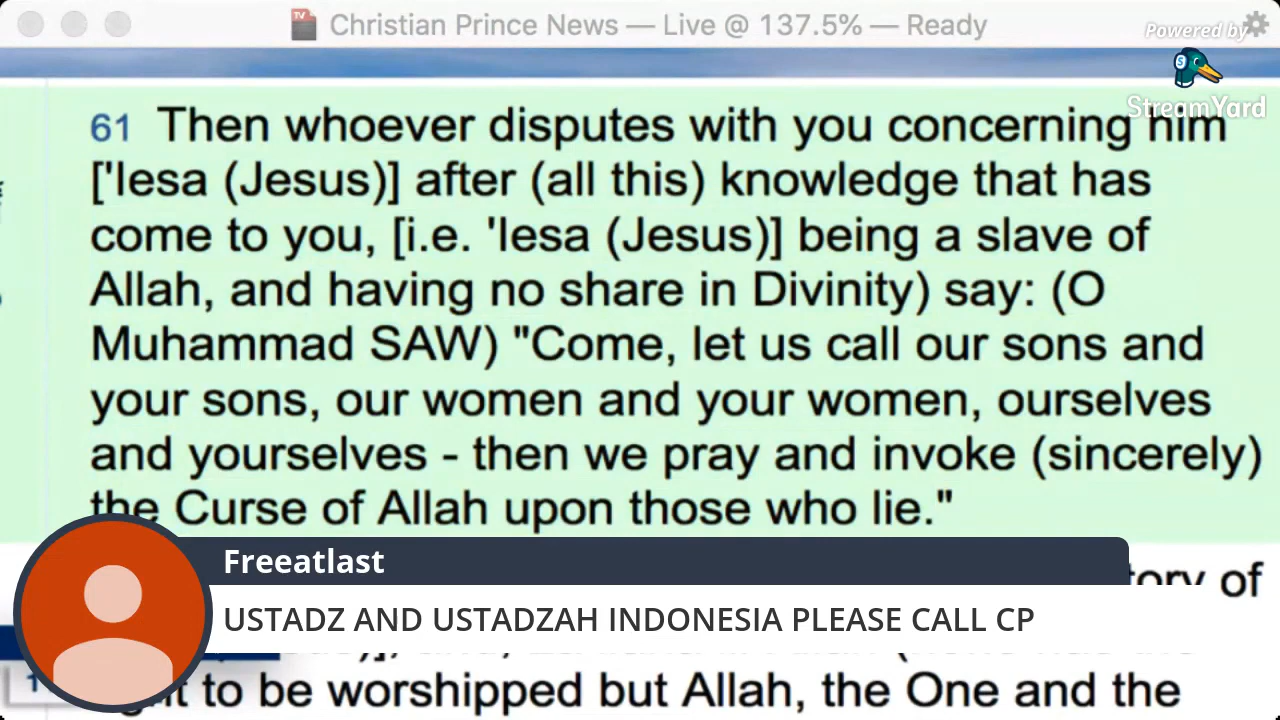 Christian Prince News — Live @ 137.5% — Ready
Powered by
StreamYard
61 Then whoever disputes with you concerning him
['Iesa (Jesus)] after (all this) knowledge that has
come to you, [i.e. 'Iesa (Jesus)] being a slave of
Allah, and having no share in Divinity) say: (O
Muhammad SAW) "Come, let us call our sons and
your sons, our women and your women, ourselves
and yourselves - then we pray and invoke (sincerely)
the Curse of Allah upon those who lie."
Freeatlast
of
USTADZ AND USTADZAH INDONESIA PLEASE CALL CP
to be worshipped but Allah, the One and the